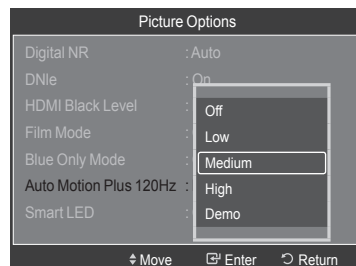 Picture Options
Digital NR : Auto
DNIe : On
HDMI Black Level :
Film Mode :
Blue Only Mode :
Auto Motion Plus 120Hz :
Smart LED :
Off
Low
Medium
High
Demo
Move Enter Return